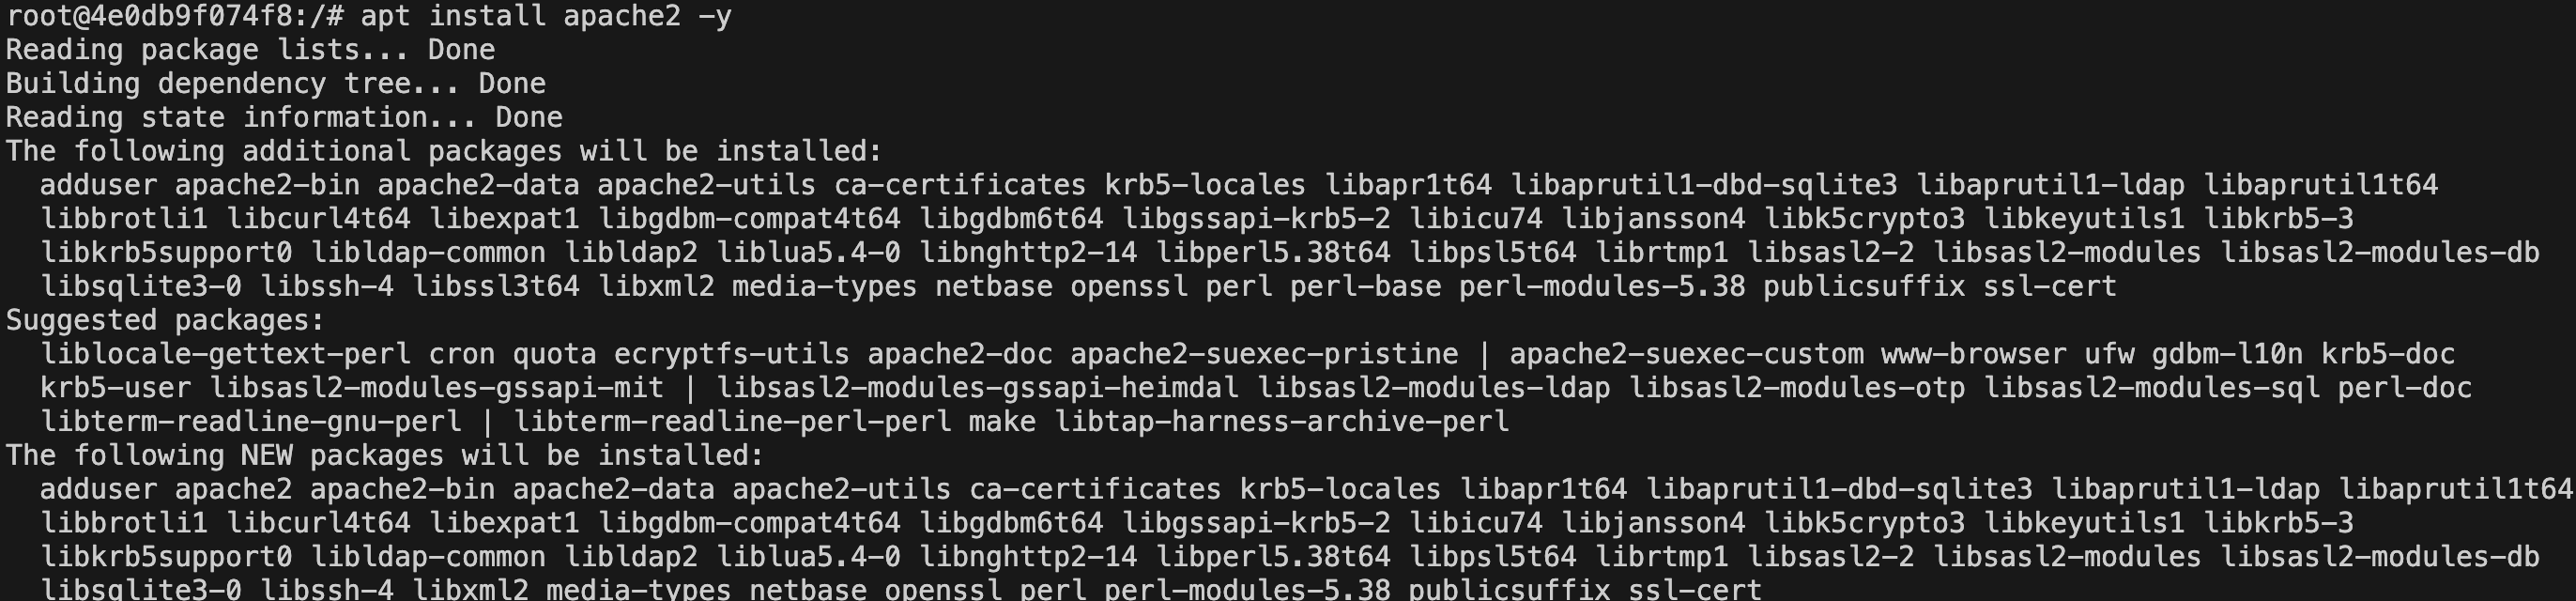 root@4e0db9f074f8:/# apt install apache2 -y
Reading package lists... Done
Building dependency tree... Done
Reading state information... Done
The following additional packages will be installed:
  adduser apache2-bin apache2-data apache2-utils ca-certificates krb5-locales libapr1t64 libaprutil1-dbd-sqlite3 libaprutil1-ldap libaprutil1t64
  libbrotli1 libcurl4t64 libexpat1 libgdbm-compat4t64 libgdbm6t64 libgssapi-krb5-2 libicu74 libjansson4 libk5crypto3 libkeyutils1 libkrb5-3
  libkrb5support0 libldap-common libldap2 liblua5.4-0 libnghttp2-14 libperl5.38t64 libpsl5t64 librtmp1 libsasl2-2 libsasl2-modules libsasl2-modules-db
  libsqlite3-0 libssh-4 libssl3t64 libxml2 media-types netbase openssl perl perl-base perl-modules-5.38 publicsuffix ssl-cert
Suggested packages:
  liblocale-gettext-perl cron quota ecryptfs-utils apache2-doc apache2-suexec-pristine | apache2-suexec-custom www-browser ufw gdbm-l10n krb5-doc
  krb5-user libsasl2-modules-gssapi-mit | libsasl2-modules-gssapi-heimdal libsasl2-modules-ldap libsasl2-modules-otp libsasl2-modules-sql perl-doc
  libterm-readline-gnu-perl | libterm-readline-perl-perl make libtap-harness-archive-perl
The following NEW packages will be installed:
  adduser apache2 apache2-bin apache2-data apache2-utils ca-certificates krb5-locales libapr1t64 libaprutil1-dbd-sqlite3 libaprutil1-ldap libaprutil1t64
  libbrotli1 libcurl4t64 libexpat1 libgdbm-compat4t64 libgdbm6t64 libgssapi-krb5-2 libicu74 libjansson4 libk5crypto3 libkeyutils1 libkrb5-3
  libkrb5support0 libldap-common libldap2 liblua5.4-0 libnghttp2-14 libperl5.38t64 libpsl5t64 librtmp1 libsasl2-2 libsasl2-modules libsasl2-modules-db
  libsqlite3-0 libssh-4 libxml2 media-types netbase openssl perl perl-modules-5.38 publicsuffix ssl-cert